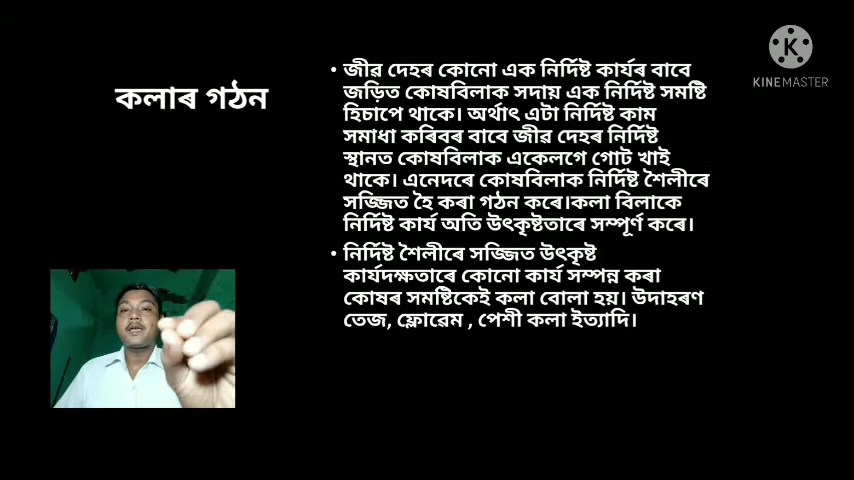 কলাৰ গঠন
• জীৱ দেহৰ কোনো এক নিৰ্দিষ্ট কাৰ্যৰ বাবে
জড়িত কোষবিলাক সদায় এক নিৰ্দিষ্ট সমষ্টি
হিচাপে থাকে। অৰ্থাৎ এটা নিৰ্দিষ্ট কাম
সমাধা কৰিবৰ বাবে জীৱ দেহৰ নিৰ্দিষ্ট
স্থানত কোষবিলাক একেলগে গোট খাই
থাকে। এনেদৰে কোষবিলাক নিৰ্দিষ্ট শৈলীৰে
সজ্জিত হৈ কৰা গঠন কৰে।কলা বিলাকে
নিৰ্দিষ্ট কাৰ্য অতি উৎকৃষ্টতাৰে সম্পূৰ্ণ কৰে।
• নিৰ্দিষ্ট শৈলীৰে সজ্জিত উৎকৃষ্ট
কাৰ্যদক্ষতাৰে কোনো কাৰ্য সম্পন্ন কৰা
কোষৰ সমষ্টিকেই কলা বোলা হয়। উদাহৰণ
তেজ, ফ্লোৱেম , পেশী কলা ইত্যাদি।
K
KINEMASTER